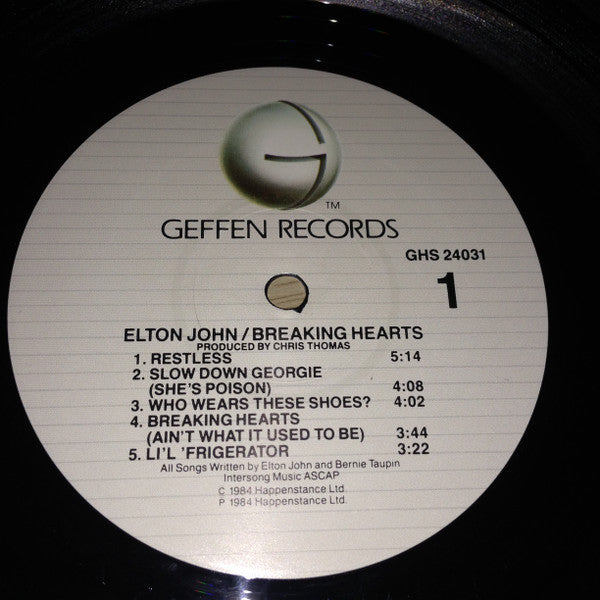 TM
GEFFEN RECORDS
GHS 24031
1
ELTON JOHN / BREAKING HEARTS
PRODUCED BY CHRIS THOMAS
1. RESTLESS 5:14
2. SLOW DOWN GEORGIE
(SHE'S POISON) 4:08
3. WHO WEARS THESE SHOES? 4:02
4. BREAKING HEARTS
(AIN'T WHAT IT USED TO BE) 3:44
5. LI'L 'FRIGERATOR 3:22
All Songs Written by Elton John and Bernie Taupin
Intersong Music ASCAP
C 1984 Happenstance Ltd.
P 1984 Happenstance Ltd.